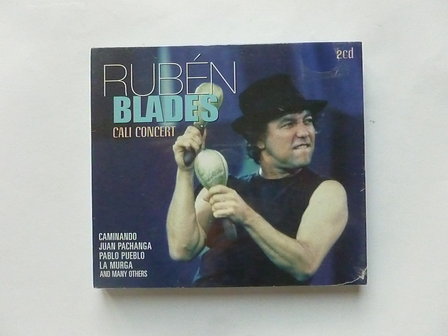 2cd
RUBÉN
BLADES
CALI CONCERT
CAMINANDO
JUAN PACHANGA
PABLO PUEBLO
LA MURGA
AND MANY OTHERS